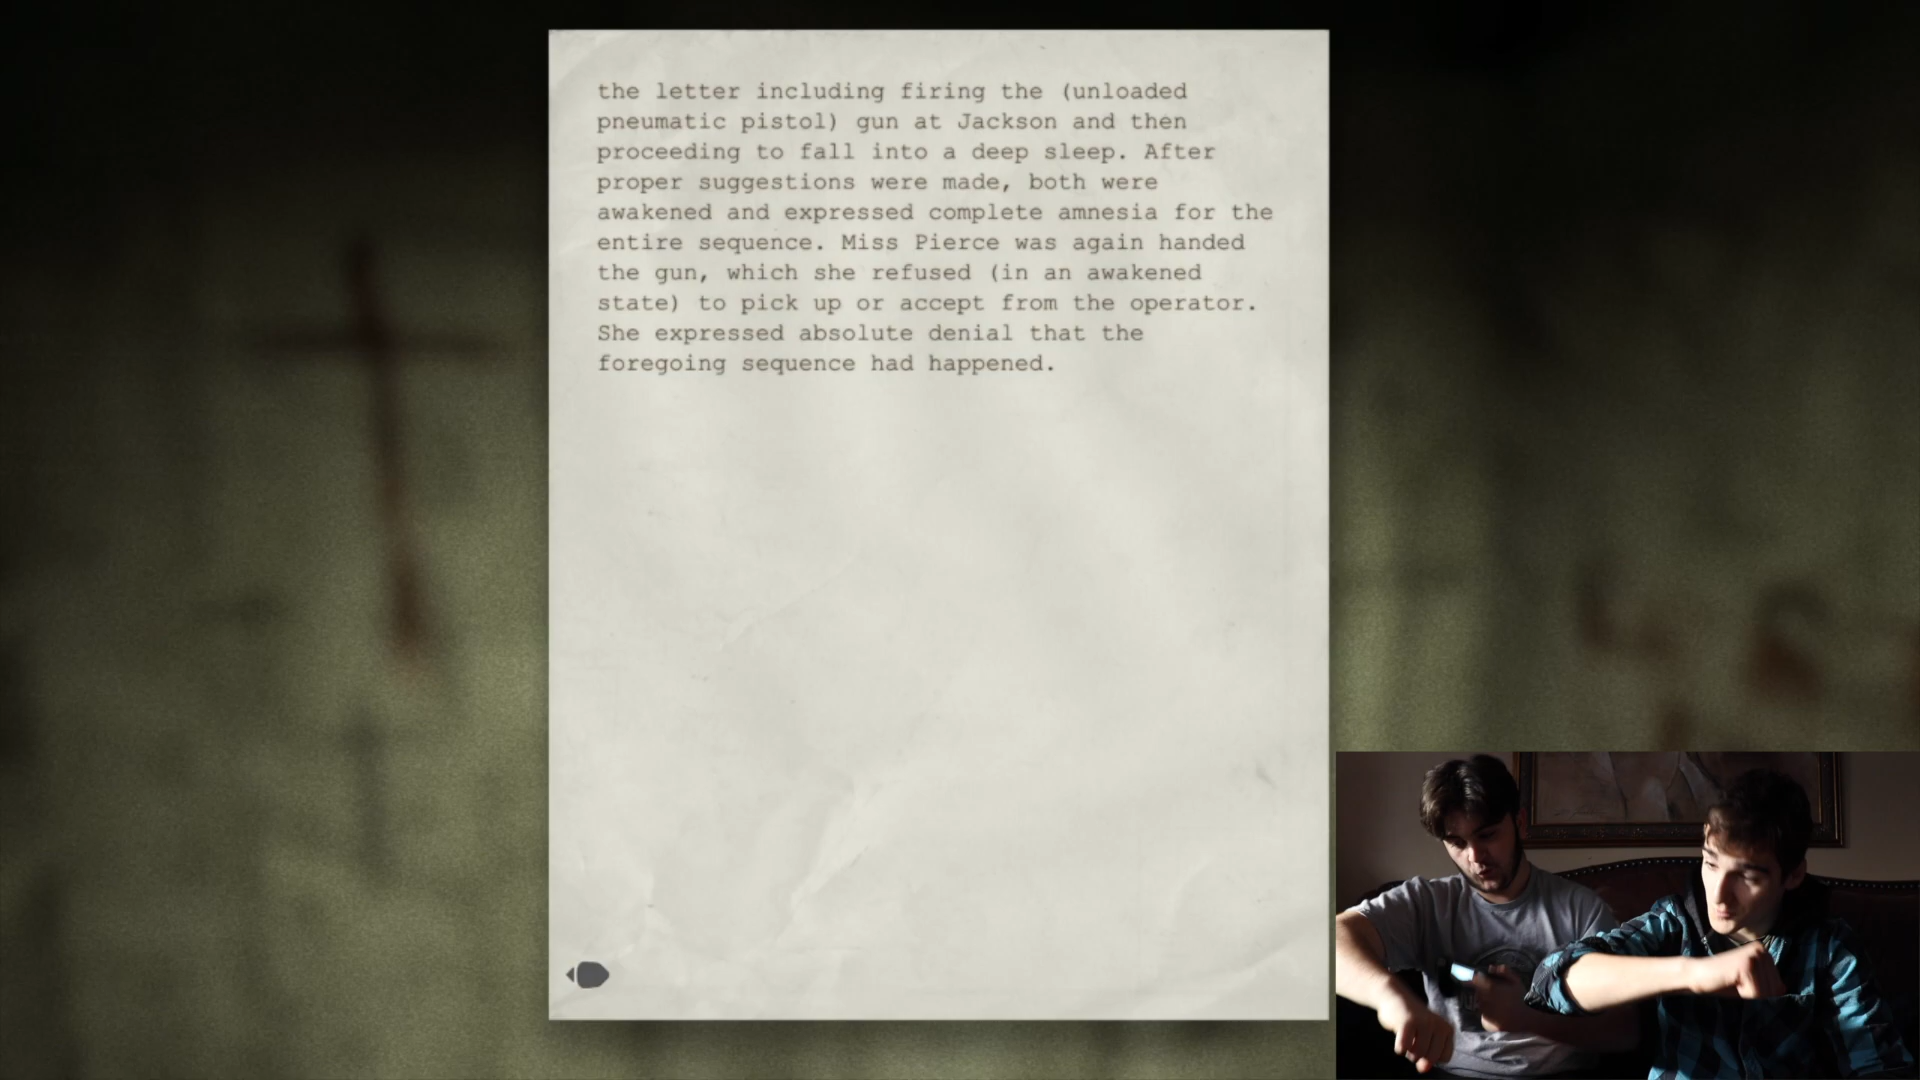 the letter including firing the (unloaded
pneumatic pistol) gun at Jackson and then
proceeding to fall into a deep sleep. After
proper suggestions were made, both were
awakened and expressed complete amnesia for the
entire sequence. Miss Pierce was again handed
the gun, which she refused (in an awakened
state) to pick up or accept from the operator.
She expressed absolute denial that the
foregoing sequence had happened.